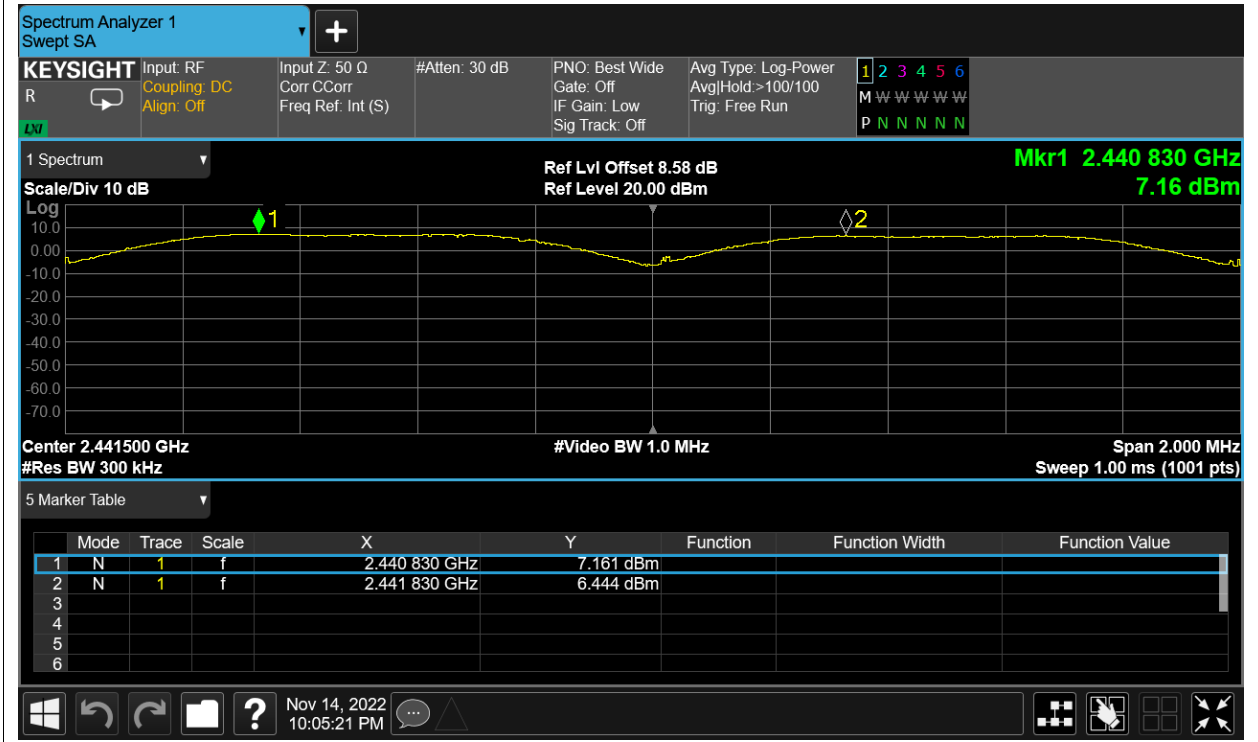 Spectrum Analyzer 1
Swept SA
KEYSIGHT Input: RF Input Z: 50 Ω #Atten: 30 dB PNO: Best Wide Avg Type: Log-Power 1 2 3 4 5 6
R Coupling: DC Corr CCorr Gate: Off Avg|Hold:>100/100 M W W W W W
Align: Off Freq Ref: Int (S) IF Gain: Low Trig: Free Run
LXI Sig Track: Off P N N N N N
1 Spectrum Ref Lvl Offset 8.58 dB Mkr1 2.440 830 GHz
Scale/Div 10 dB Ref Level 20.00 dBm 7.16 dBm
Log
1 2
10.0
0.00
-10.0
-20.0
-30.0
-40.0
-50.0
-60.0
-70.0
Center 2.441500 GHz #Video BW 1.0 MHz Span 2.000 MHz
#Res BW 300 kHz Sweep 1.00 ms (1001 pts)
5 Marker Table
Mode Trace Scale X Y Function Function Width Function Value
1 N 1 f 2.440 830 GHz 7.161 dBm
2 N 1 f 2.441 830 GHz 6.444 dBm
3
4
5
6
? Nov 14, 2022
10:05:21 PM